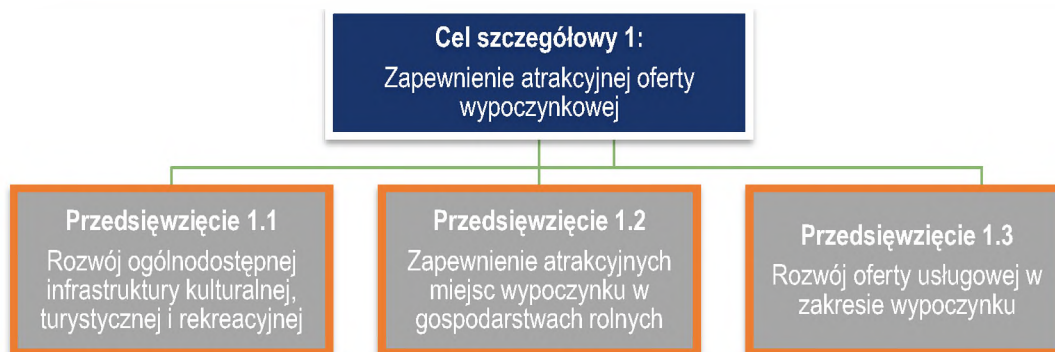 Cel szczegółowy 1:
Zapewnienie atrakcyjnej oferty
wypoczynkowej
Przedsięwzięcie 1.1
Rozwój ogólnodostępnej
infrastruktury kulturalnej,
turystycznej i rekreacyjnej
Przedsięwzięcie 1.2
Zapewnienie atrakcyjnych
miejsc wypoczynku w
gospodarstwach rolnych
Przedsięwzięcie 1.3
Rozwój oferty usługowej w
zakresie wypoczynku